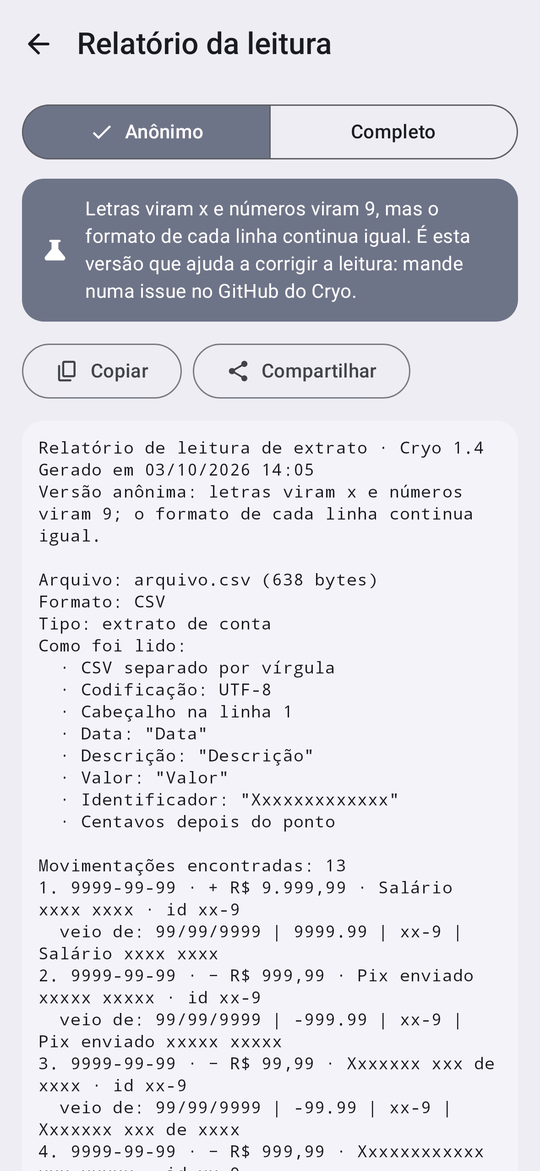 Relatório da leitura
Anônimo
Completo
Letras viram x e números viram 9, mas o
formato de cada linha continua igual. É esta
versão que ajuda a corrigir a leitura: mande
numa issue no GitHub do Cryo.
Copiar
Compartilhar
Relatório de leitura de extrato · Cryo 1.4
Gerado em 03/10/2026 14:05
Versão anônima: letras viram x e números
viram 9; o formato de cada linha continua
igual.
Arquivo: arquivo.csv (638 bytes)
Formato: CSV
Tipo: extrato de conta
Como foi lido:
· CSV separado por vírgula
· Codificação: UTF-8
· Cabeçalho na linha 1
· Data: "Data"
· Descrição: "Descrição"
· Valor: "Valor"
· Identificador: "Xxxxxxxxxxxxx"
· Centavos depois do ponto
Movimentações encontradas: 13
1. 9999-99-99 · + R$ 9.999,99 · Salário
xxxx xxxx · id xx-9
veio de: 99/99/9999 | 9999.99 | xx-9 |
Salário xxxx xxxx
2. 9999-99-99 · − R$ 999,99 · Pix enviado
xxxxx xxxxx · id xx-9
veio de: 99/99/9999 | -999.99 | xx-9 |
Pix enviado xxxxx xxxxx
3. 9999-99-99 · − R$ 99,99 · Xxxxxxx xxx de
xxxx · id xx-9
veio de: 99/99/9999 | -99.99 | xx-9 |
Xxxxxxx xxx de xxxx
4. 9999-99-99 · − R$ 999,99 · Xxxxxxxxxxxx